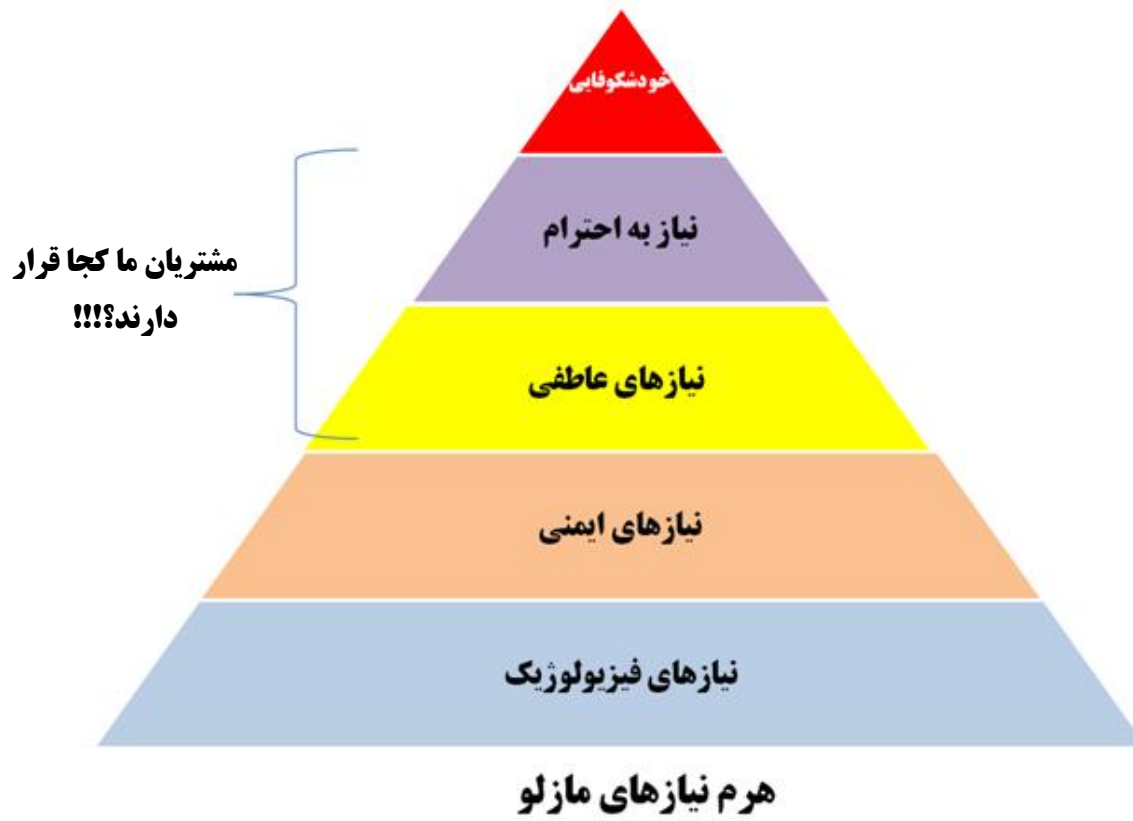 خودشکوفایی
نیاز به احترام
مشتریان ما کجا قرار
دارند؟!!!
نیازهای عاطفی
نیازهای ایمنی
نیازهای فیزیولوژیک
هرم نیازهای مازلو